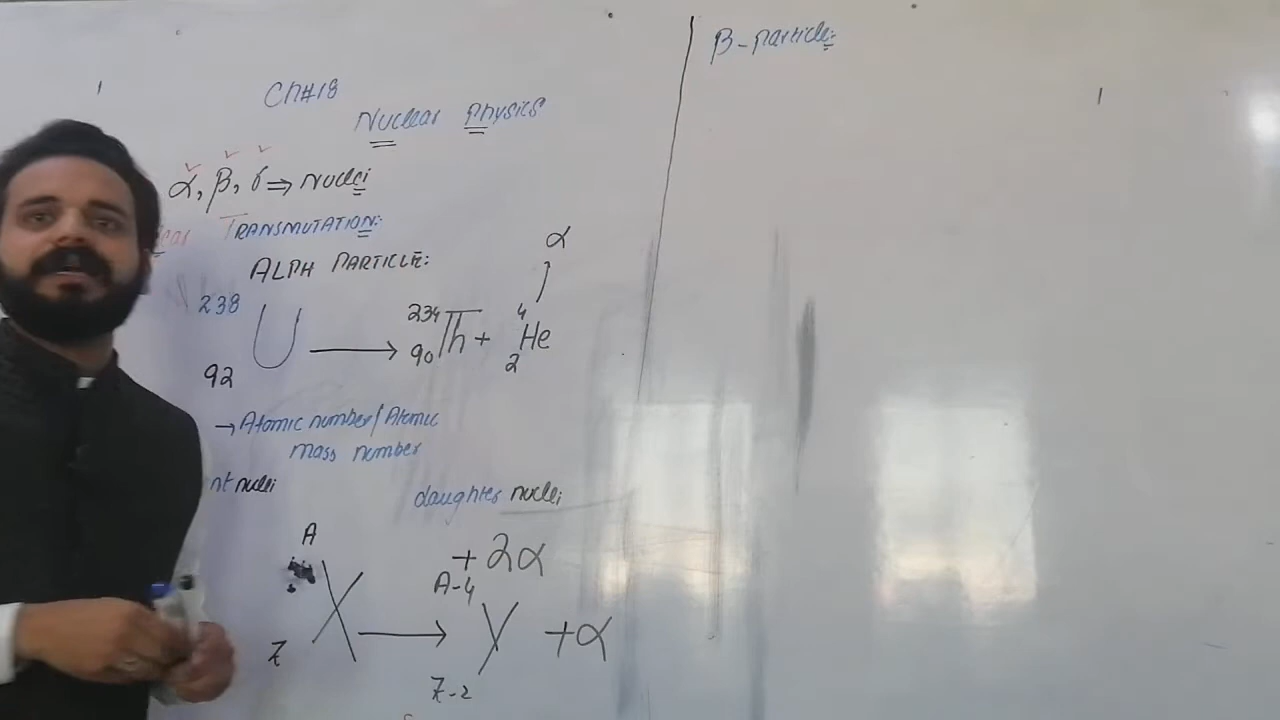 CH#18
Nuclear Physics
α, β, γ ⇒ Nuclei
TRANSMUTATION:
ALPH PARTICLE:
α
238
92
U → 234 90 Th + 4 2 He
→ Atomic number/Atomic
mass number
nt nuclei daughter nuclei
+ 2α
A
Z
X → A-4 Z-2 Y + α
β-particle: